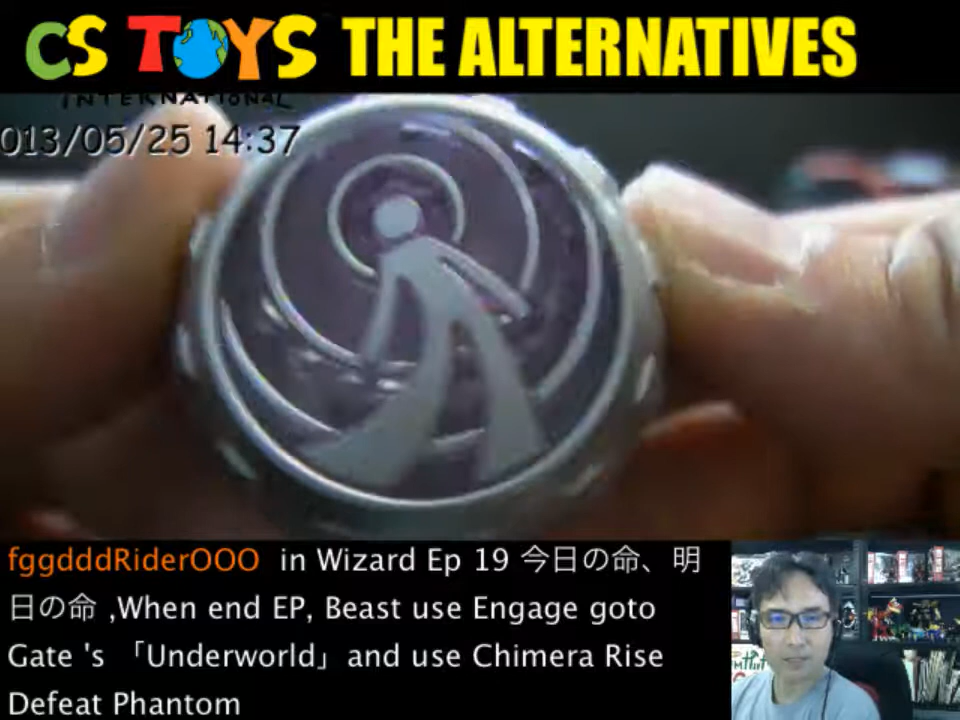 CS TOYS THE ALTERNATIVES
INTERNATIONAL
013/05/25 14:37
fggdddRiderOOO in Wizard Ep 19 今日の命、明
日の命 ,When end EP, Beast use Engage goto
Gate 's 「Underworld」and use Chimera Rise
Defeat Phantom